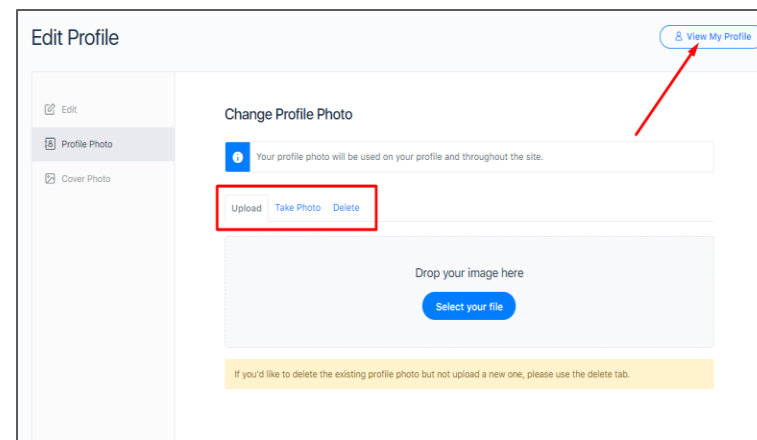 Edit Profile
View My Profile
Edit
Profile Photo
Cover Photo
Change Profile Photo
Your profile photo will be used on your profile and throughout the site.
Upload Take Photo Delete
Drop your image here
Select your file
If you'd like to delete the existing profile photo but not upload a new one, please use the delete tab.